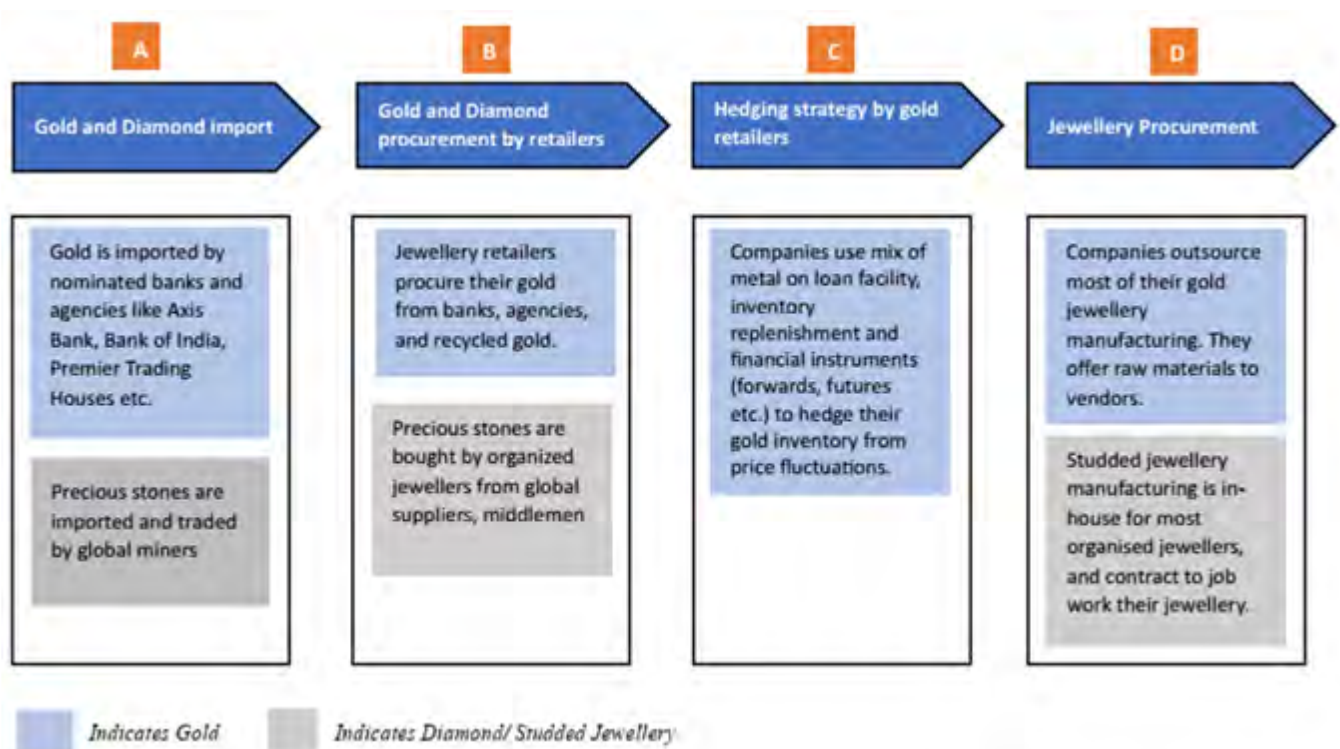 A
B
C
D
Gold and Diamond import
Gold and Diamond
procurement by retailers
Hedging strategy by gold
retailers
Jewellery Procurement
Gold is imported by
nominated banks and
agencies like Axis
Bank, Bank of India,
Premier Trading
Houses etc.
Precious stones are
imported and traded
by global miners
Jewellery retailers
procure their gold
from banks, agencies,
and recycled gold.
Precious stones are
bought by organized
jewellers from global
suppliers, middlemen
Companies use mix of
metal on loan facility,
inventory
replenishment and
financial instruments
(forwards, futures
etc.) to hedge their
gold inventory from
price fluctuations.
Companies outsource
most of their gold
jewellery
manufacturing. They
offer raw materials to
vendors.
Studded jewellery
manufacturing is in-
house for most
organised jewellers,
and contract to job
work their jewellery.
Indicates Gold
Indicates Diamond/ Studded Jewellery